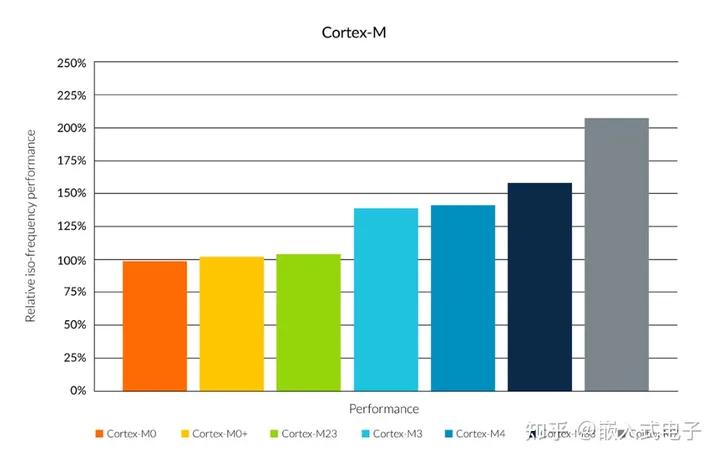 Cortex-M
250%
225%
200%
175%
150%
125%
100%
75%
50%
25%
0%
Relative iso-frequency performance
Performance
Cortex-M0 Cortex-M0+ Cortex-M23 Cortex-M3 Cortex-M4
知乎 @嵌入式电子